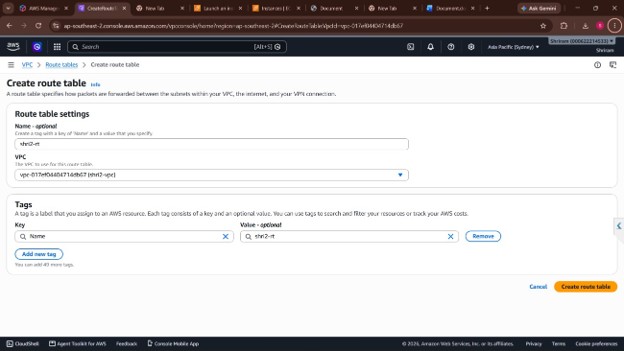 AWS Manage
CreateRoute
New Tab
Launch an in
Instances | E
Document
New Tab
Document.o
Ask Gemini
ap-southeast-2.console.aws.amazon.com/vpcconsole/home?region=ap-southeast-2#CreateRouteTable:VpcId=vpc-017ef04404714db67
aws
Search
[Alt+S]
Asia Pacific (Sydney)
Shriram
VPC > Route tables > Create route table
Create route table Info
A route table specifies how packets are forwarded between the subnets within your VPC, the internet, and your VPN connection.
Route table settings
Name - optional
Create a tag with a key of 'Name' and a value that you specify.
shri2-rt
VPC
The VPC to use for this route table.
vpc-017ef04404714db67 (shri2-vpc)
Tags
A tag is a label that you assign to an AWS resource. Each tag consists of a key and an optional value. You can use tags to search and filter your resources or track your AWS costs.
Key
Value - optional
Name
shri2-rt
Remove
Add new tag
You can add 49 more tags.
Cancel
Create route table
CloudShell
Agent Toolkit for AWS
Feedback
Console Mobile App
© 2026, Amazon Web Services, Inc. or its affiliates.
Privacy
Terms
Cookie preferences